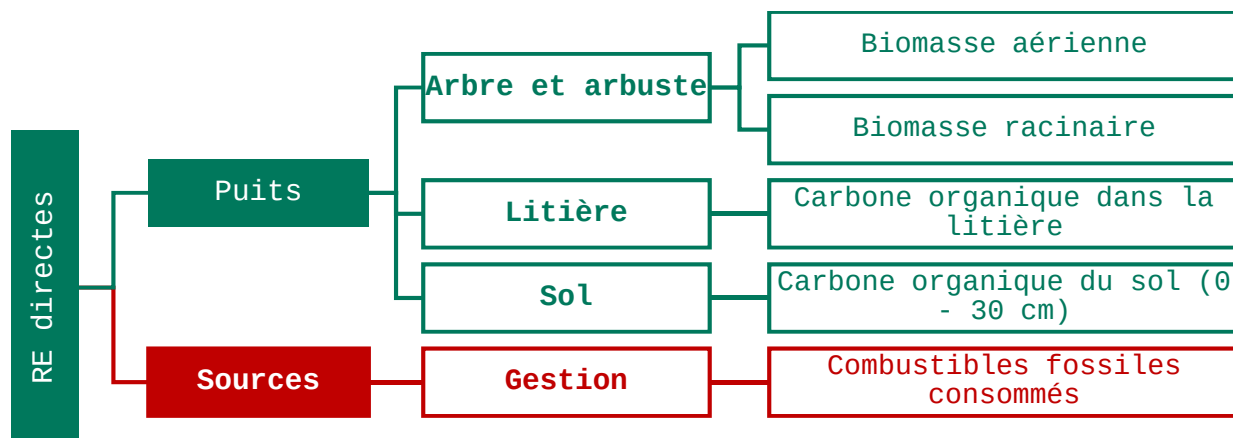 RE directes
Puits
Arbre et arbuste
Biomasse aérienne
Biomasse racinaire
Litière
Carbone organique dans la
litière
Sol
Carbone organique du sol (0
- 30 cm)
Sources
Gestion
Combustibles fossiles
consommés